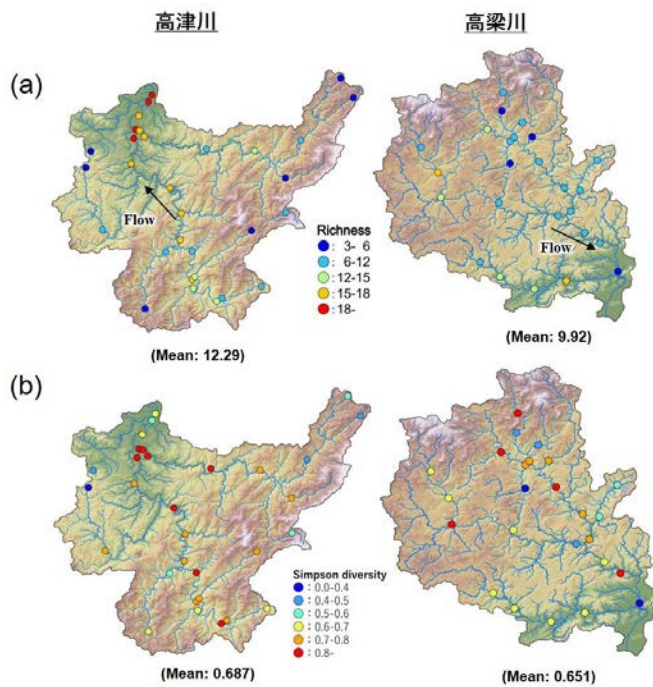 高津川
高梁川
(a)
Flow
Flow
Richness
: 3- 6
: 6-12
: 12-15
: 15-18
: 18-
(Mean: 12.29)
(Mean: 9.92)
(b)
Simpson diversity
: 0.0-0.4
: 0.4-0.5
: 0.5-0.6
: 0.6-0.7
: 0.7-0.8
: 0.8-
(Mean: 0.687)
(Mean: 0.651)